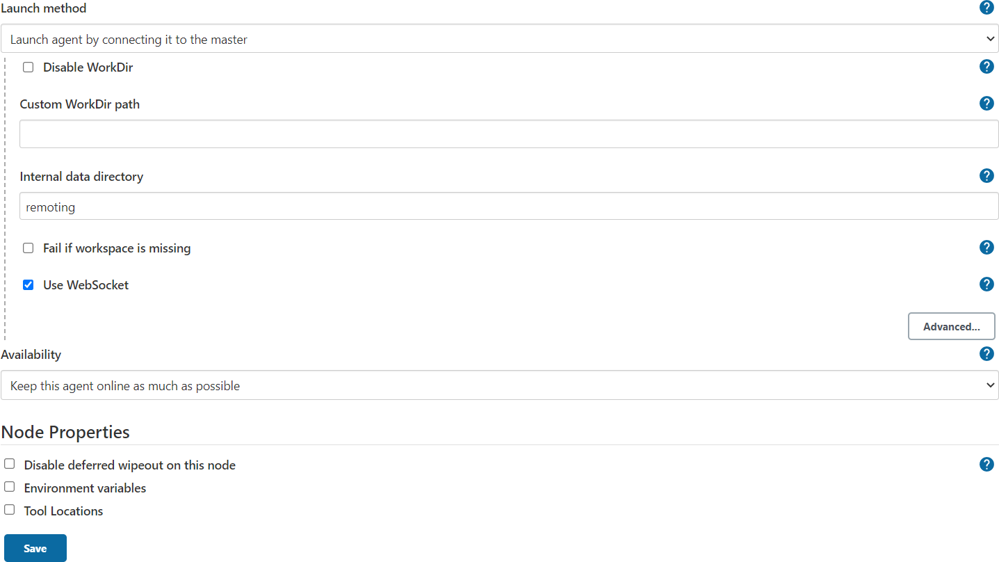 Launch method
?
Launch agent by connecting it to the master
Disable WorkDir
?
Custom WorkDir path
?
Internal data directory
?
remoting
Fail if workspace is missing
?
Use WebSocket
?
Advanced...
Availability
?
Keep this agent online as much as possible
Node Properties
Disable deferred wipeout on this node
?
Environment variables
Tool Locations
Save